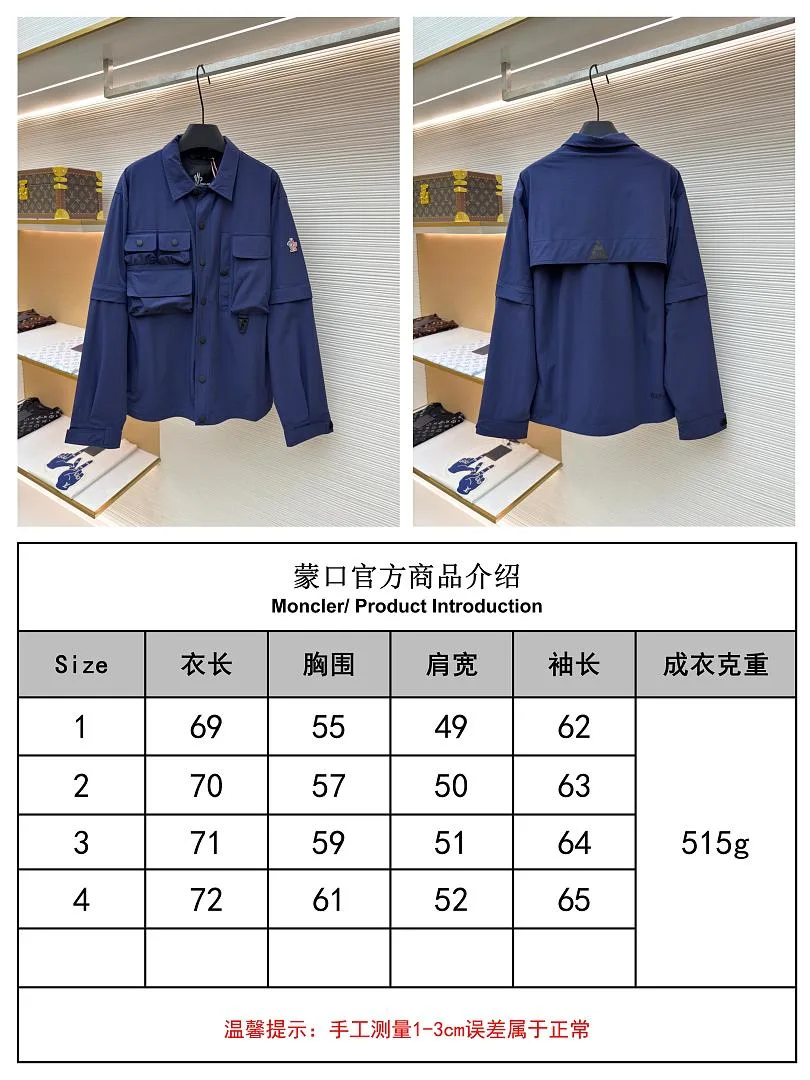 蒙口官方商品介绍
Moncler/ Product Introduction
Size 衣长 胸围 肩宽 袖长 成衣克重
1 69 55 49 62
2 70 57 50 63
3 71 59 51 64
515g
4 72 61 52 65
温馨提示：手工测量1-3cm误差属于正常